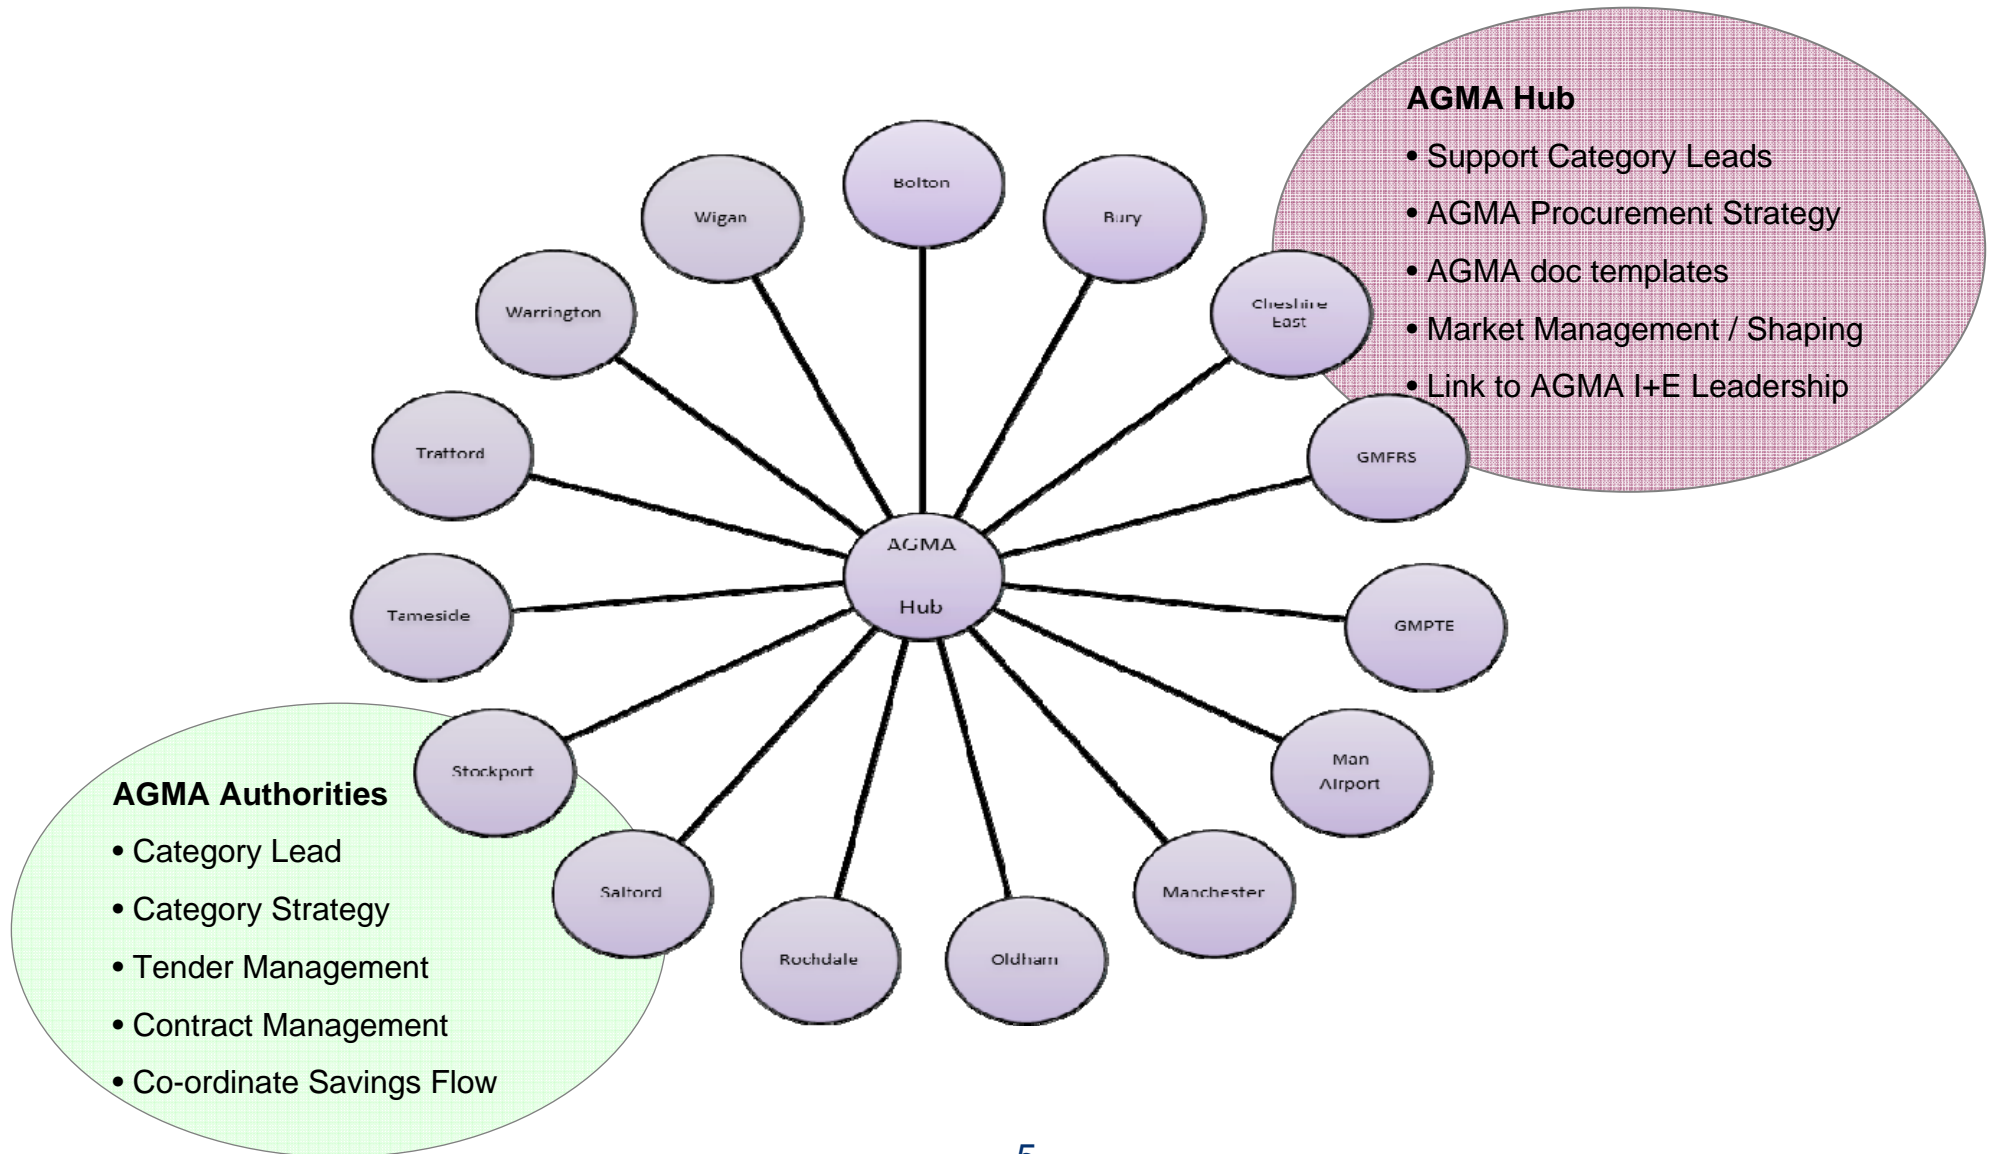 AGMA Hub
• Support Category Leads
• AGMA Procurement Strategy
• AGMA doc templates
• Market Management / Shaping
• Link to AGMA I+E Leadership
Bolton
Bury
Cheshire
East
GMFRS
GMPTE
Man
Airport
Manchester
Oldham
Rochdale
Salford
Stockport
Tameside
Trafford
Warrington
Wigan
AGMA
Hub
AGMA Authorities
• Category Lead
• Category Strategy
• Tender Management
• Contract Management
• Co-ordinate Savings Flow
5